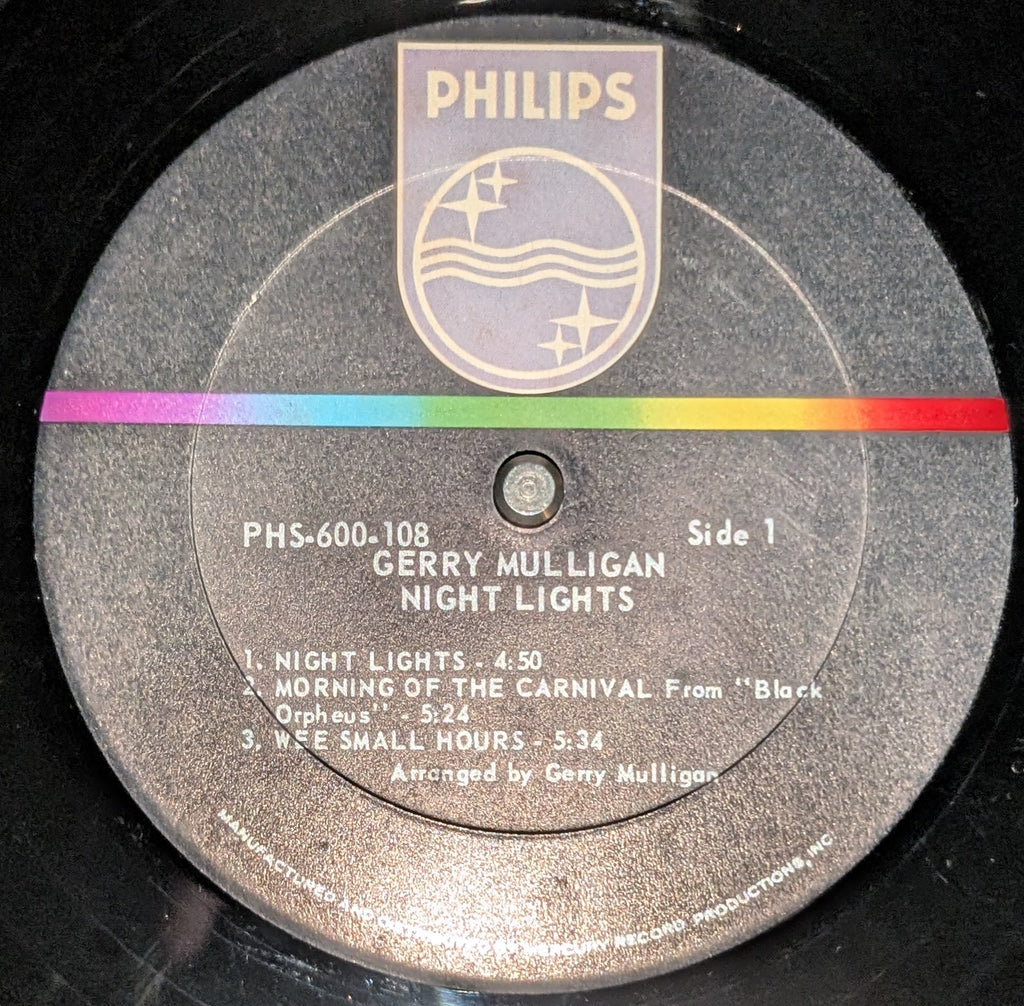 PHILIPS
PHS-600-108
Side 1
GERRY MULLIGAN
NIGHT LIGHTS
1. NIGHT LIGHTS - 4:50
2. MORNING OF THE CARNIVAL From "Black
Orpheus" - 5:24
3. WEE SMALL HOURS - 5:34
Arranged by Gerry Mulligan
MANUFACTURED AND DISTRIBUTED BY MERCURY RECORD PRODUCTIONS, INC